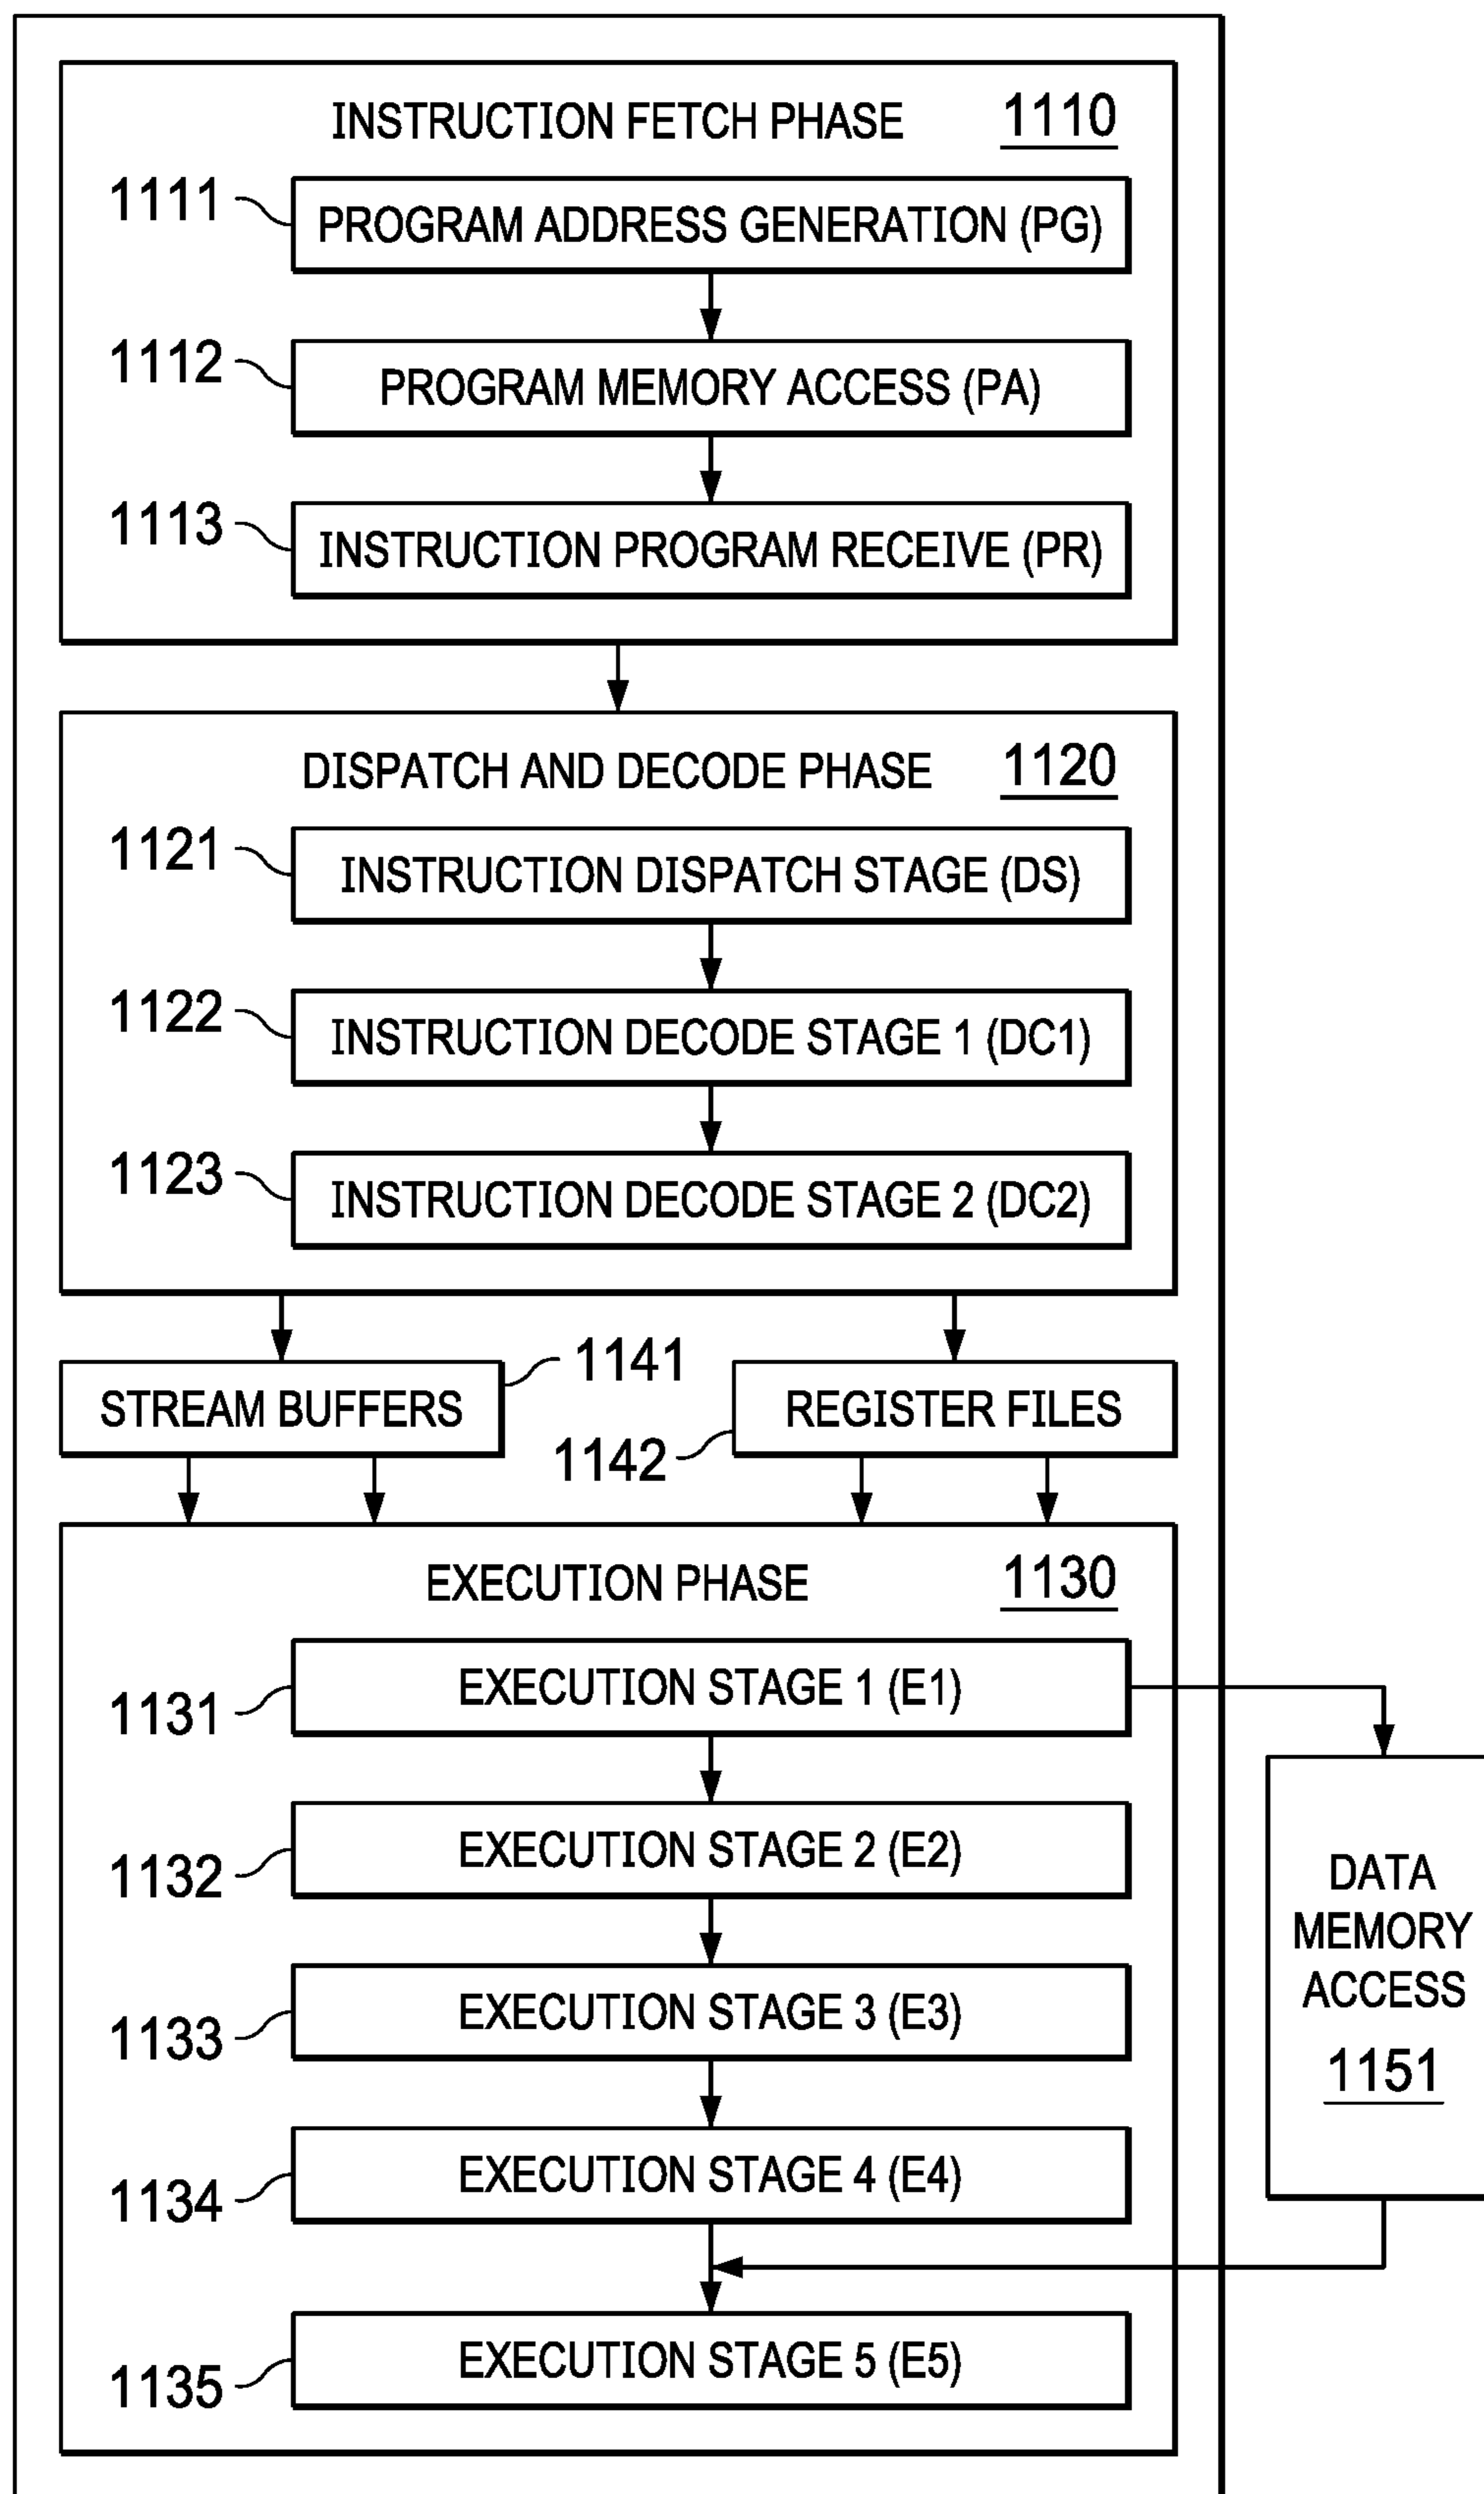 INSTRUCTION FETCH PHASE 1110
1111 PROGRAM ADDRESS GENERATION (PG)
1112 PROGRAM MEMORY ACCESS (PA)
1113 INSTRUCTION PROGRAM RECEIVE (PR)
DISPATCH AND DECODE PHASE 1120
1121 INSTRUCTION DISPATCH STAGE (DS)
1122 INSTRUCTION DECODE STAGE 1 (DC1)
1123 INSTRUCTION DECODE STAGE 2 (DC2)
STREAM BUFFERS 1141
1142 REGISTER FILES
EXECUTION PHASE 1130
1131 EXECUTION STAGE 1 (E1)
1132 EXECUTION STAGE 2 (E2)
1133 EXECUTION STAGE 3 (E3)
1134 EXECUTION STAGE 4 (E4)
1135 EXECUTION STAGE 5 (E5)
DATA
MEMORY
ACCESS
1151